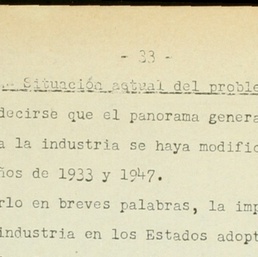 - 33 -
.- Situación actual del proble
decirse que el panorama genera
a la industria se haya modific
ños de 1933 y 1947.
rlo en breves palabras, la imp
industria en los Estados adopt